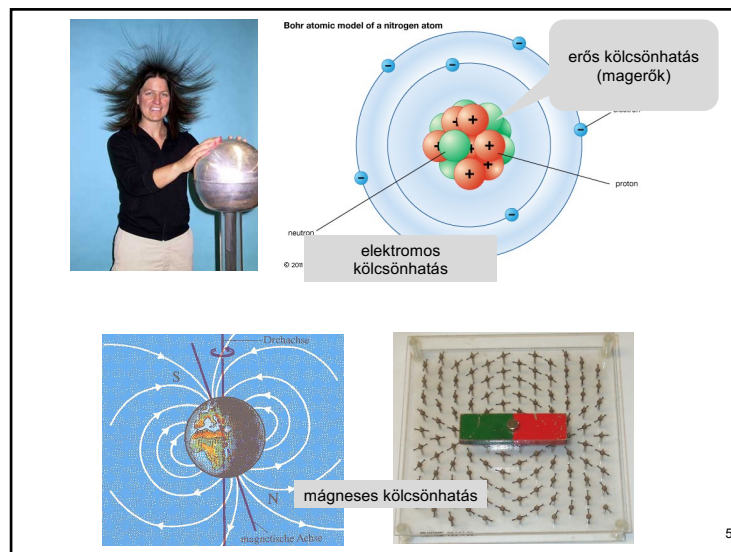 Bohr atomic model of a nitrogen atom
erős kölcsönhatás
(magerők)
proton
neutron
elektromos
kölcsönhatás
© 2011
Drehachse
S
N
mágneses kölcsönhatás
magnetische Achse
5